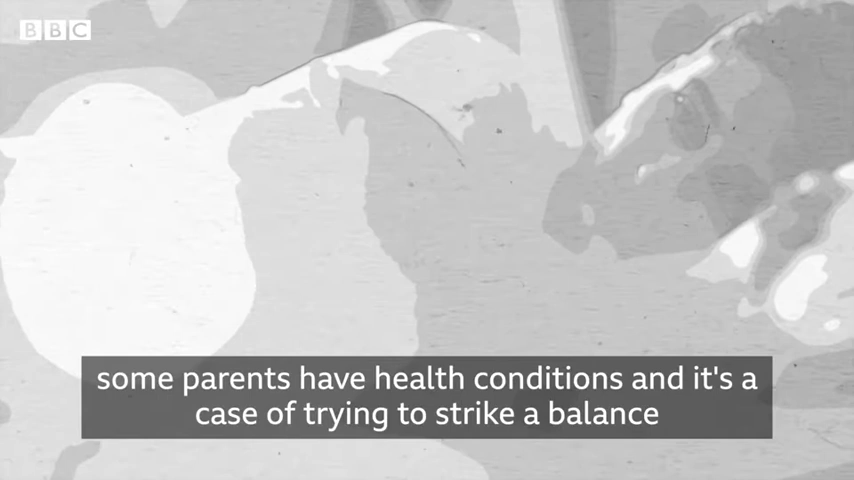 BBC
some parents have health conditions and it's a
case of trying to strike a balance